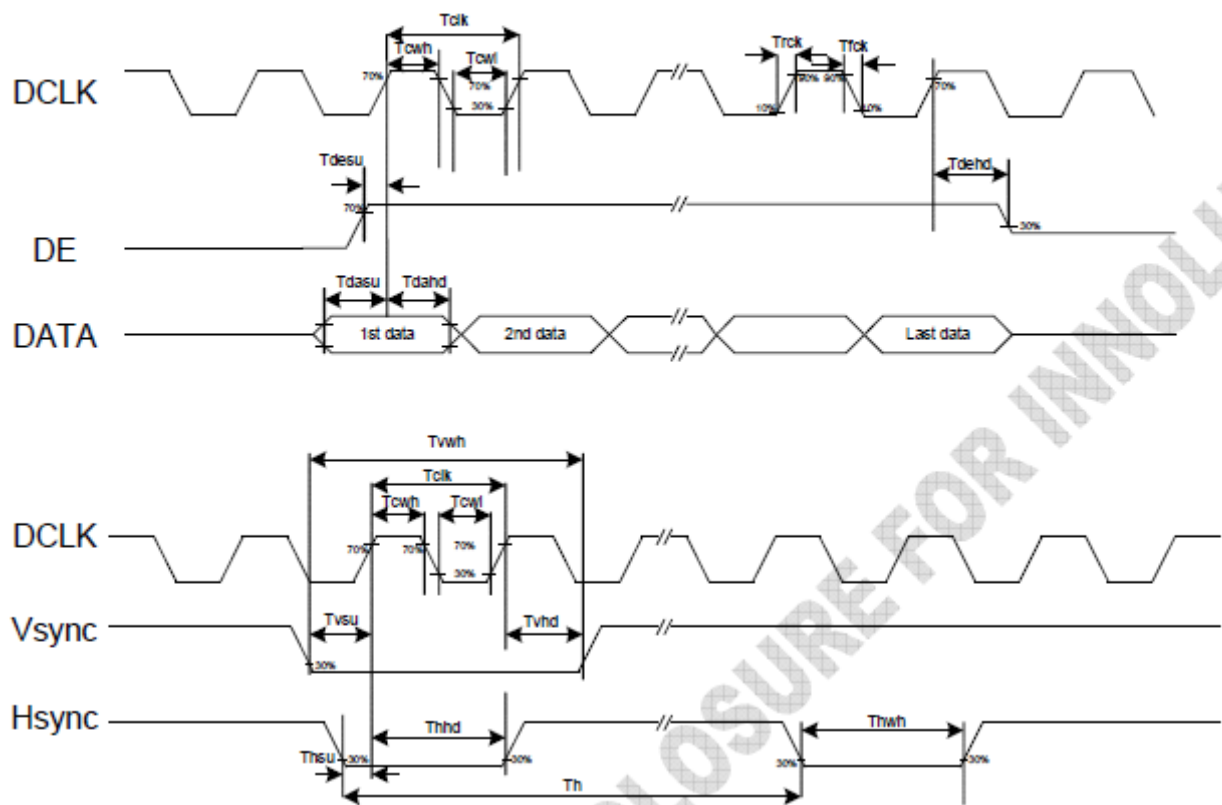 Tclk
Tcwh Tcwl Trck Tfck
DCLK 70% 70% 30% 90% 90% 10% 10% 70%
Tdesu Tdehd
DE 70% 30%
Tdasu Tdahd
DATA 1st data 2nd data Last data
Tvwh
Tclk
Tcwh Tcwl
DCLK 70% 70% 70% 30%
Vsync Tvsu Tvhd
30%
Hsync Thhd Thwh
Thsu 30% 30% 30% 30%
Th
LOSURE FOR INNOLU